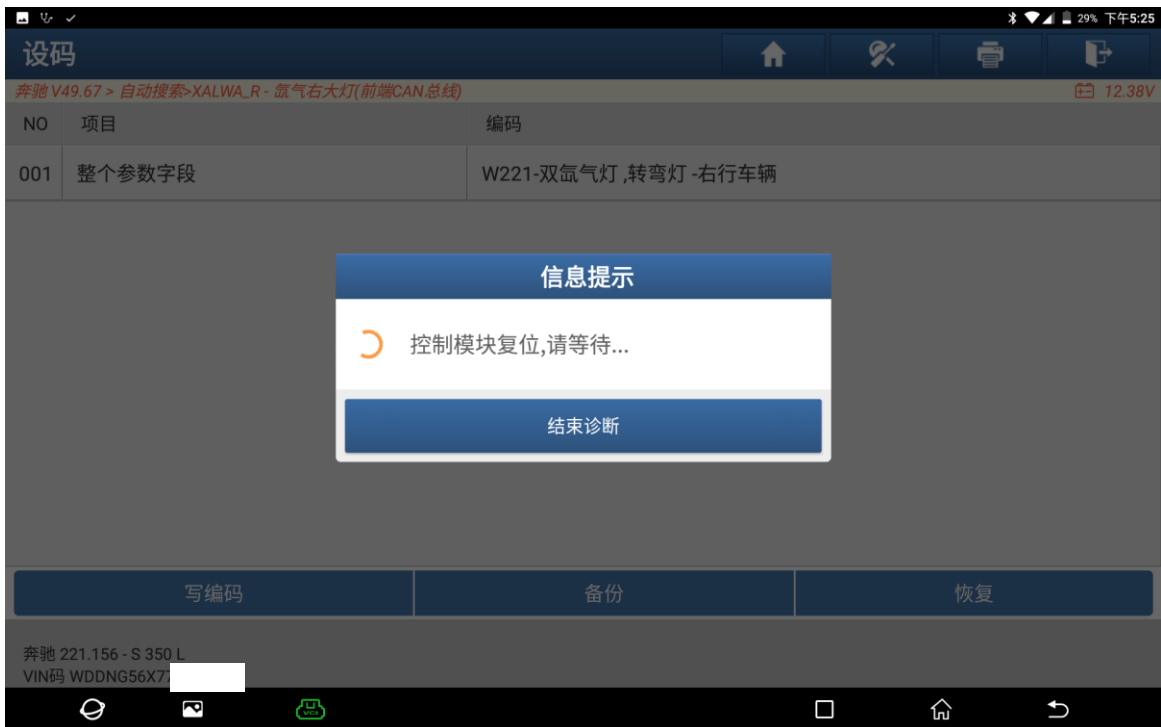 29% 下午5:25
设码
奔驰 V49.67 > 自动搜索>XALWA_R - 氙气右大灯(前端CAN总线) 12.38V
NO 项目 编码
001 整个参数字段 W221-双氙气灯 ,转弯灯 -右行车辆
信息提示
控制模块复位,请等待...
结束诊断
写编码 备份 恢复
奔驰 221.156 - S 350 L
VIN码 WDDNG56X77
VCI